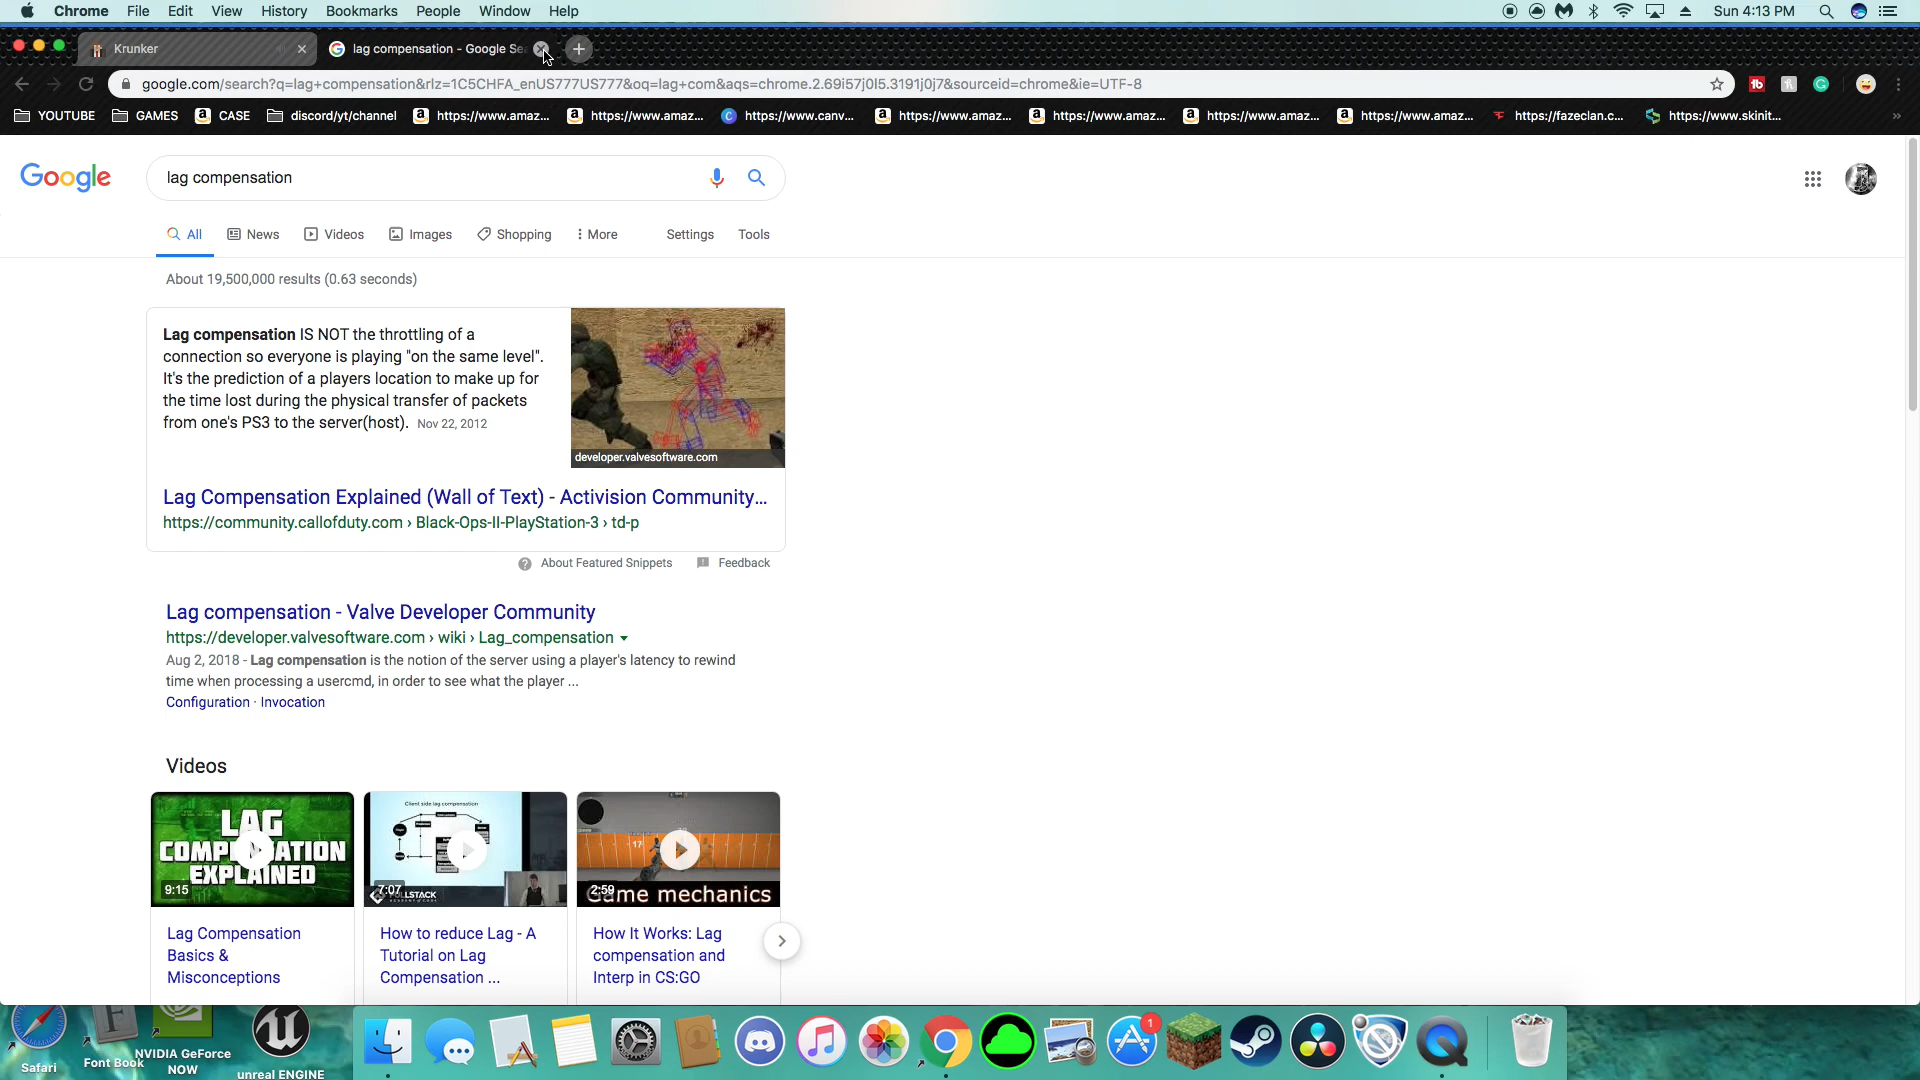 Chrome File Edit View History Bookmarks People Window Help Sun 4:13 PM
Krunker
lag compensation - Google Se
google.com/search?q=lag+compensation&rlz=1C5CHFA_enUS777US777&oq=lag+com&aqs=chrome.2.69i57j0l5.3191j0j7&sourceid=chrome&ie=UTF-8
YOUTUBE GAMES CASE discord/yt/channel https://www.amaz... https://www.amaz... https://www.canv... https://www.amaz... https://www.amaz... https://www.amaz... https://www.amaz... https://fazeclan.c... https://www.skinit...
Google
lag compensation
All News Videos Images Shopping More Settings Tools
About 19,500,000 results (0.63 seconds)
Lag compensation IS NOT the throttling of a
connection so everyone is playing "on the same level".
It's the prediction of a players location to make up for
the time lost during the physical transfer of packets
from one's PS3 to the server(host). Nov 22, 2012
developer.valvesoftware.com
Lag Compensation Explained (Wall of Text) - Activision Community...
https://community.callofduty.com › Black-Ops-II-PlayStation-3 › td-p
About Featured Snippets Feedback
Lag compensation - Valve Developer Community
https://developer.valvesoftware.com › wiki › Lag_compensation
Aug 2, 2018 - Lag compensation is the notion of the server using a player's latency to rewind
time when processing a usercmd, in order to see what the player ...
Configuration · Invocation
Videos
LAG
COMP ATION
EXPLAINED
9:15
Client side lag compensation
7:07
17
2:59
Game mechanics
Lag Compensation
Basics &
Misconceptions
How to reduce Lag - A
Tutorial on Lag
Compensation ...
How It Works: Lag
compensation and
Interp in CS:GO
Safari
Font Book
NVIDIA GeForce
NOW
unreal ENGINE
1